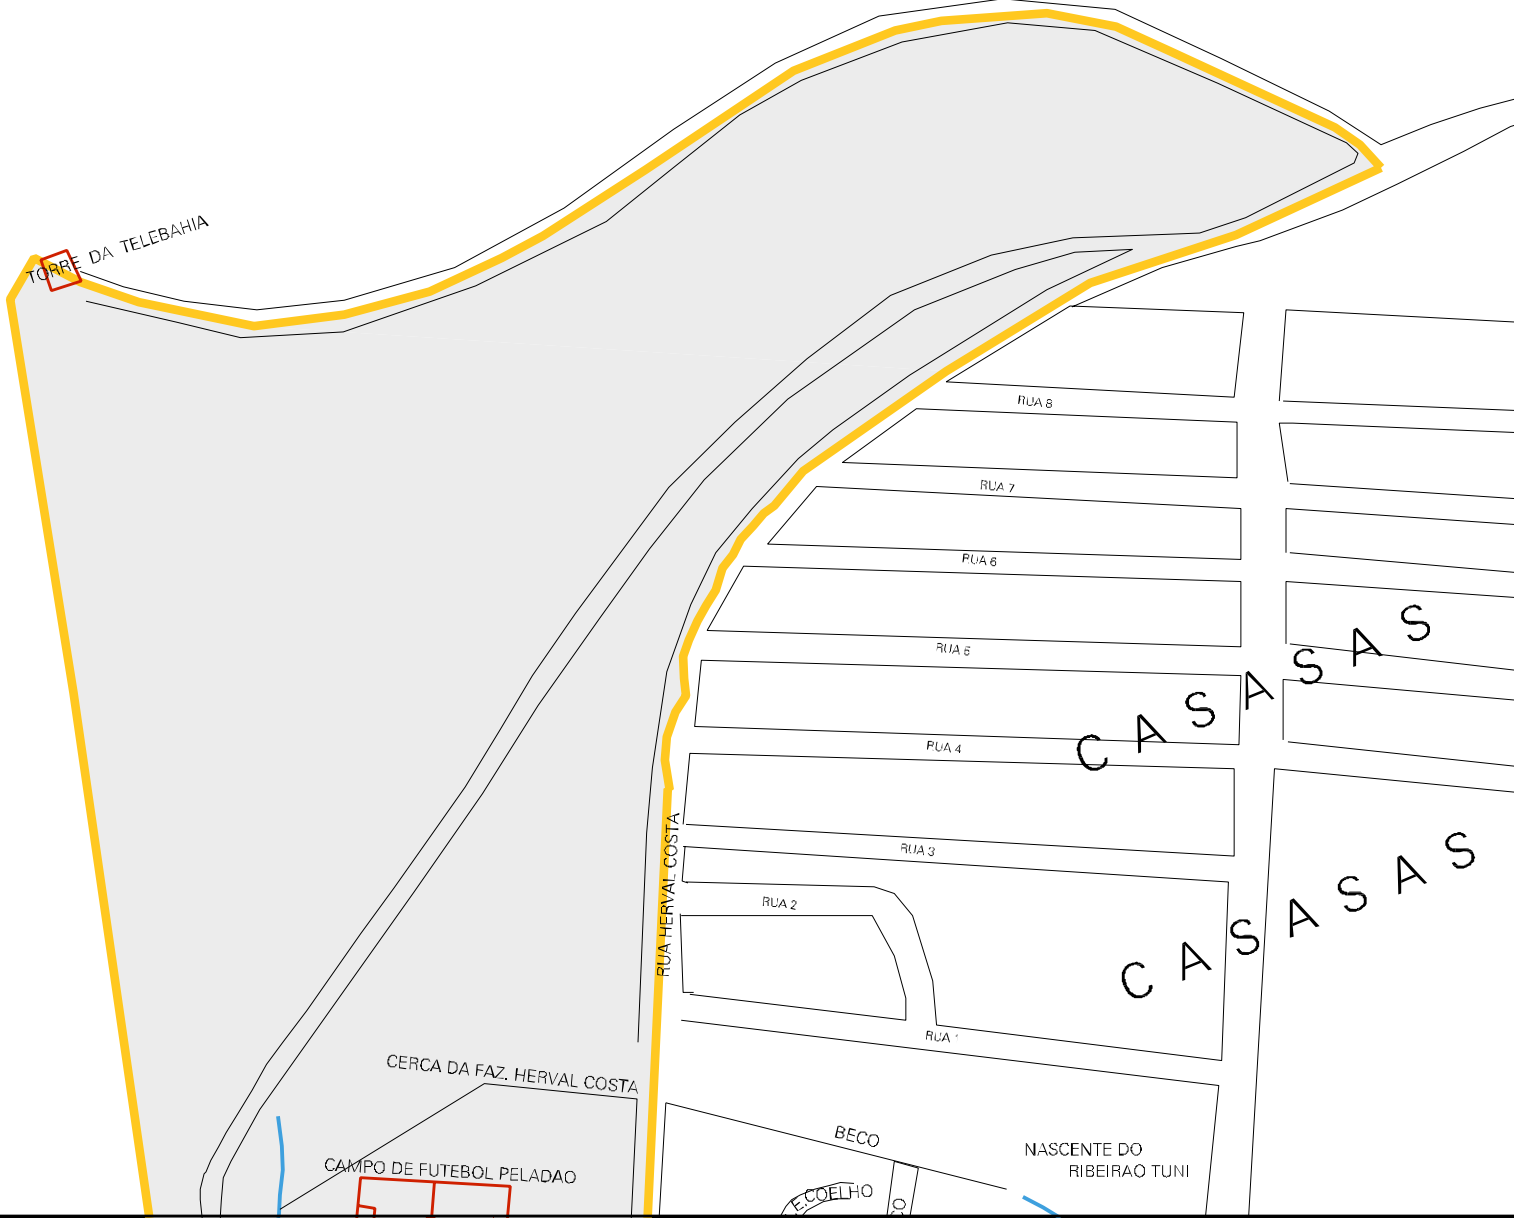 TORRE DA TELEBAHIA
RUA 8
RUA 7
RUA 6
RUA 5
CASASAS
RUA 4
RUA HERVAL COSTA
RUA 3
CASASAS
RUA 2
RUA 1
CERCA DA FAZ. HERVAL COSTA
BECO
NASCENTE DO
RIBEIRAO TUNI
CAMPO DE FUTEBOL PELADAO
E.COELHO